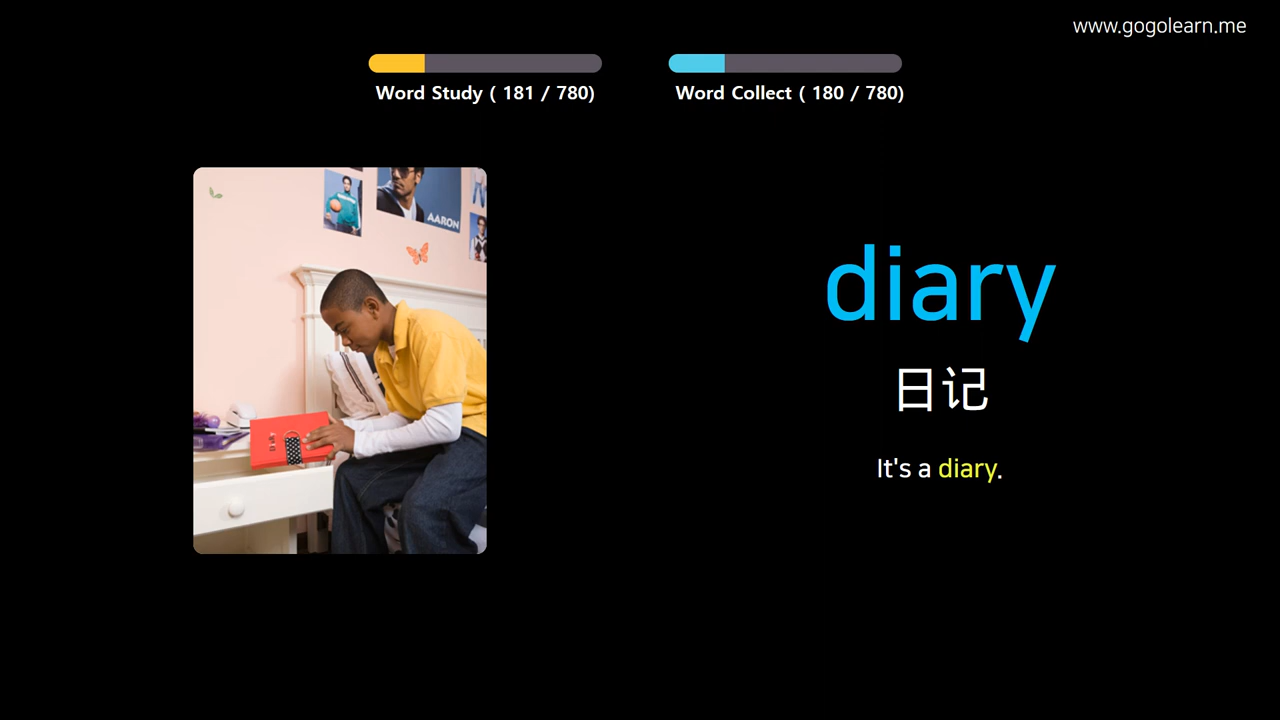 www.gogolearn.me
Word Study ( 181 / 780)
Word Collect ( 180 / 780)
AARON
diary
日记
It's a diary.